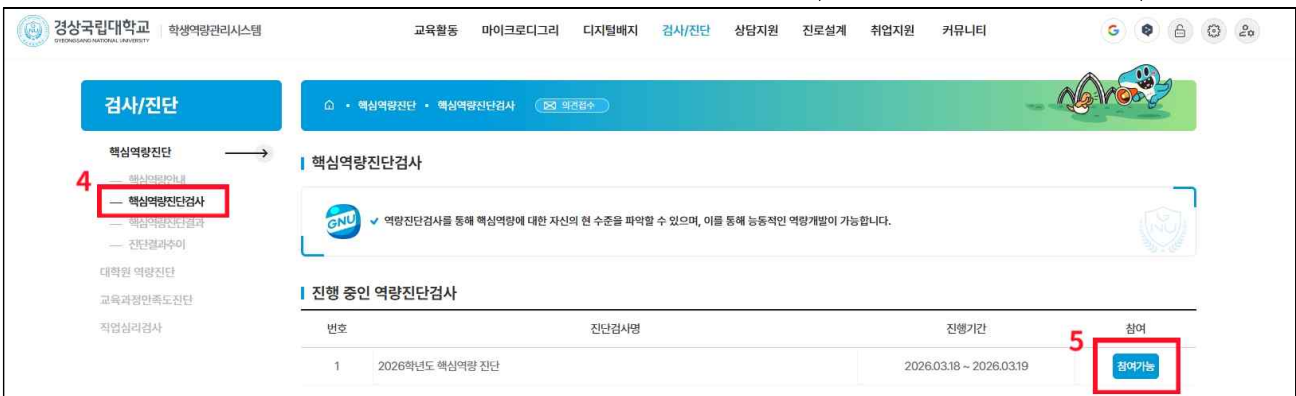 경상국립대학교 학생역량관리시스템 교육활동 마이크로디그리 디지털배지 검사/진단 상담지원 진로설계 취업지원 커뮤니티
GYEONGSANG NATIONAL UNIVERSITY
검사/진단
핵심역량진단 • 핵심역량진단검사 의견접수
핵심역량진단
4
핵심역량안내
핵심역량진단검사
핵심역량진단결과
진단결과추이
대학원 역량진단
교육과정만족도진단
직업심리검사
핵심역량진단검사
GNU
역량진단검사를 통해 핵심역량에 대한 자신의 현 수준을 파악할 수 있으며, 이를 통해 능동적인 역량개발이 가능합니다.
진행 중인 역량진단검사
번호 진단검사명 진행기간 참여
5
1 2026학년도 핵심역량 진단 2026.03.18 ~ 2026.03.19 참여가능